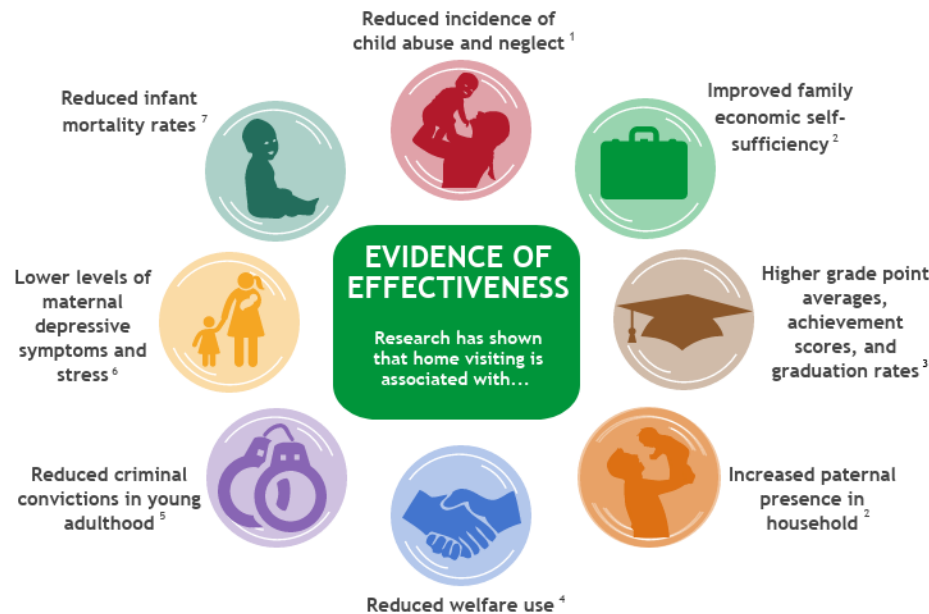 Reduced incidence of
child abuse and neglect ¹
Improved family
economic self-
sufficiency ²
Higher grade point
averages,
achievement
scores, and
graduation rates ³
Increased paternal
presence in
household ²
Reduced welfare use ⁴
Reduced criminal
convictions in young
adulthood ⁵
Lower levels of
maternal
depressive
symptoms and
stress ⁶
Reduced infant
mortality rates ⁷
EVIDENCE OF
EFFECTIVENESS
Research has shown
that home visiting is
associated with...